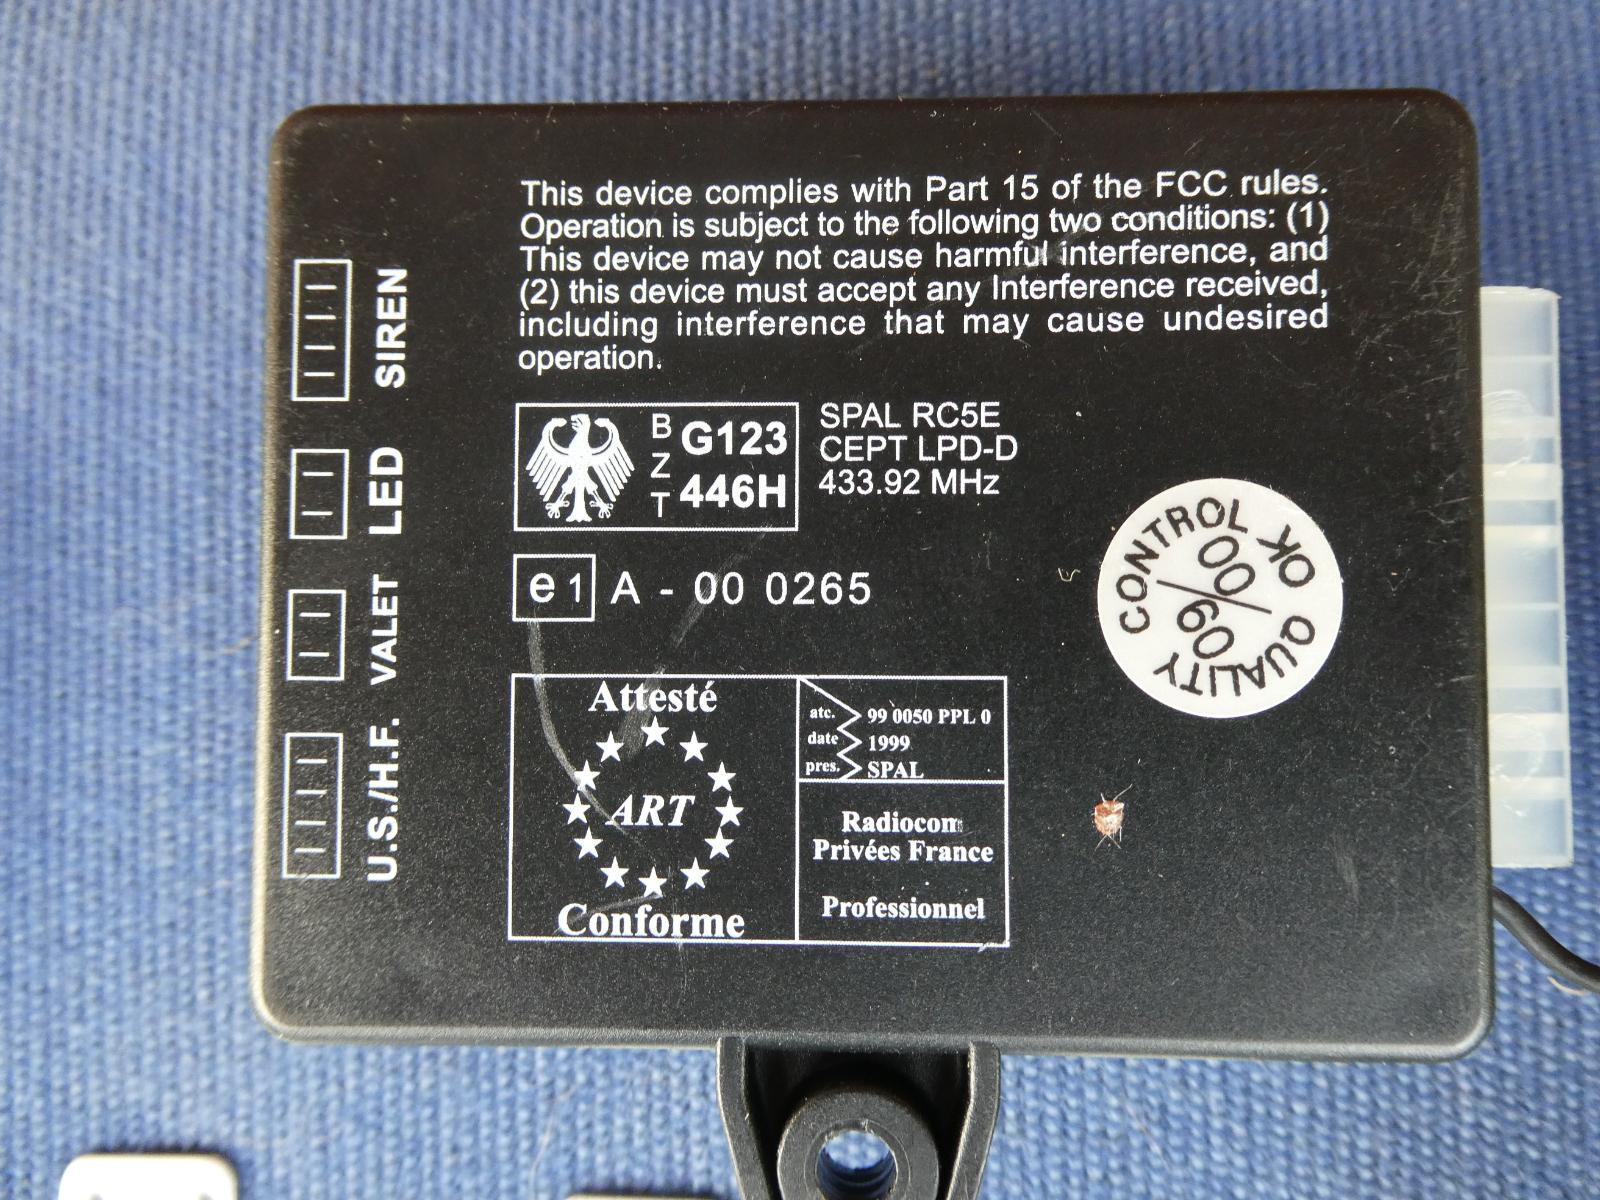 This device complies with Part 15 of the FCC rules.
Operation is subject to the following two conditions: (1)
This device may not cause harmful interference, and
(2) this device must accept any Interference received,
including interference that may cause undesired
operation.
SIREN
LED
VALET
U.S./H.F.
BZT
G123
446H
SPAL RC5E
CEPT LPD-D
433.92 MHz
e1 A - 00 0265
CONTROL OK
QUALITY
09/00
Attesté
ART
Conforme
atc. 99 0050 PPL 0
date 1999
pres. SPAL
Radiocom
Privées France
Professionnel